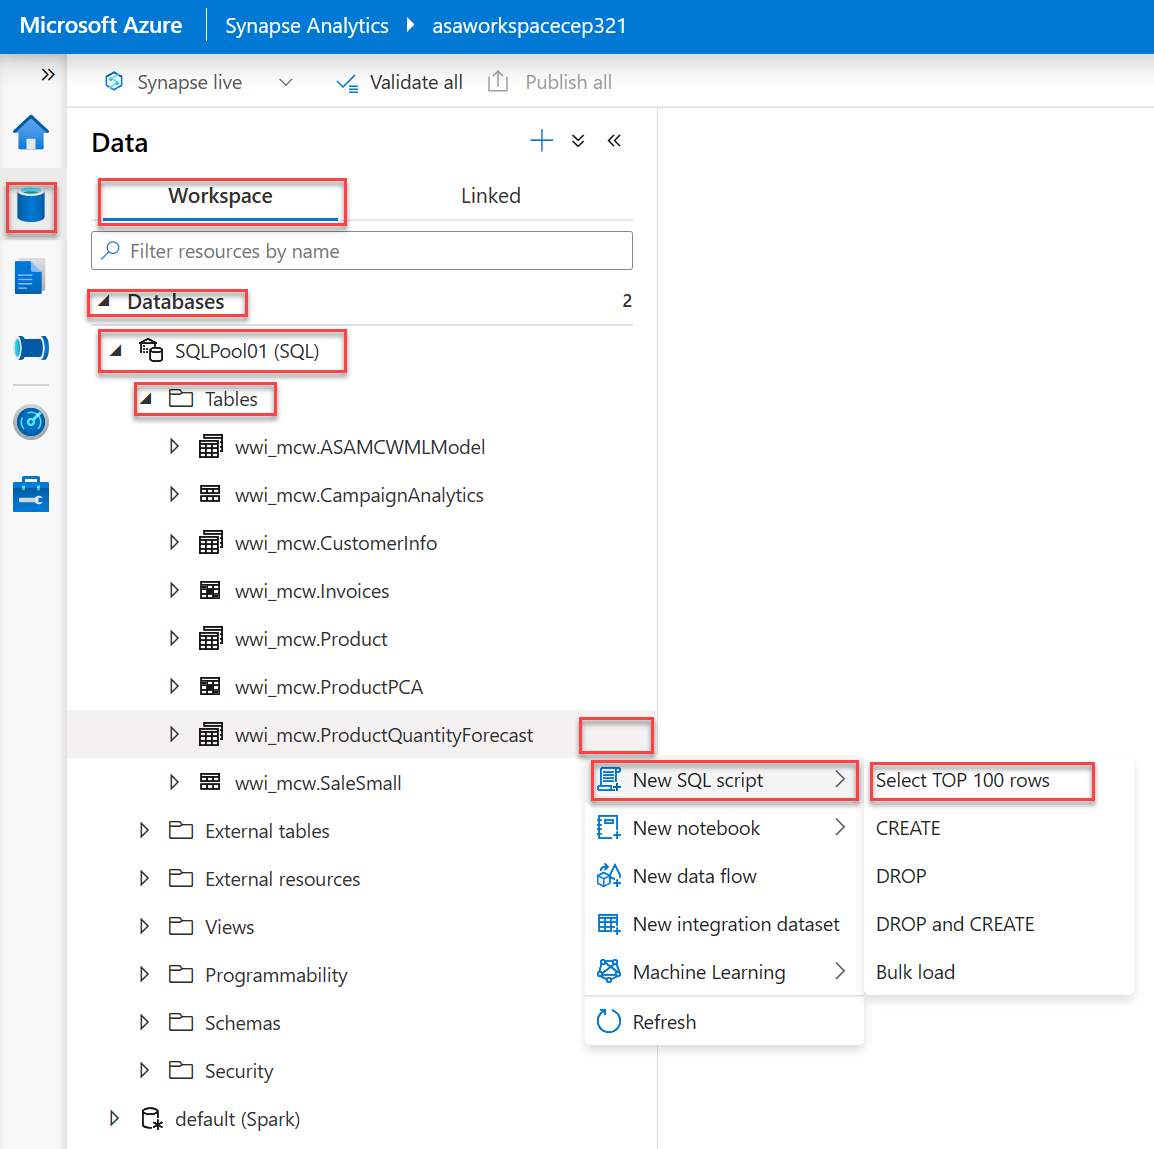 Microsoft Azure Synapse Analytics asaworkspacecep321
Synapse live Validate all Publish all
Data
Workspace Linked
Filter resources by name
Databases 2
SQLPool01 (SQL)
Tables
wwi_mcw.ASAMCWMLModel
wwi_mcw.CampaignAnalytics
wwi_mcw.CustomerInfo
wwi_mcw.Invoices
wwi_mcw.Product
wwi_mcw.ProductPCA
wwi_mcw.ProductQuantityForecast
wwi_mcw.SaleSmall
External tables
External resources
Views
Programmability
Schemas
Security
default (Spark)
New SQL script
New notebook
New data flow
New integration dataset
Machine Learning
Refresh
Select TOP 100 rows
CREATE
DROP
DROP and CREATE
Bulk load